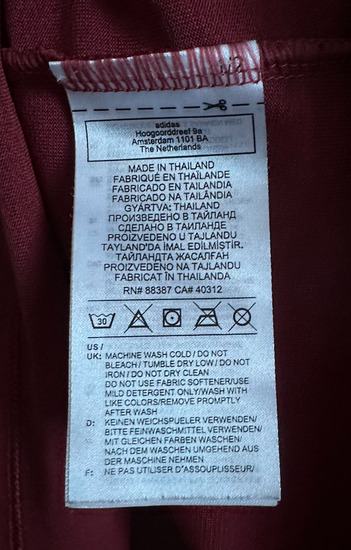 adidas
Hoogoorddreef 9a
Amsterdam 1101 BA
The Netherlands
MADE IN THAILAND
FABRIQUÉ EN THAÏLANDE
FABRICADO EN TAILANDIA
FABRICADO NA TAILÂNDIA
GYÁRTVA: THAILAND
ПРОИЗВЕДЕНО В ТАЙЛАНД
СДЕЛАНО В ТАИЛАНДЕ
PROIZVEDENO U TAJLANDU
TAYLAND'DA IMAL EDILMIŞTIR.
ТАЙЛАНДТА ЖАСАЛҒАН
PROIZVEDENO NA TAJLANDU
FABRICAT ÎN THAILANDA
RN# 88387 CA# 40312
30
US /
UK: MACHINE WASH COLD / DO NOT
BLEACH / TUMBLE DRY LOW / DO NOT
IRON / DO NOT DRY CLEAN
DO NOT USE FABRIC SOFTENER/USE
MILD DETERGENT ONLY/WASH WITH
LIKE COLORS/REMOVE PROMPTLY
AFTER WASH
D: KEINEN WEICHSPUELER VERWENDEN/
BITTE FEINWASCHMITTEL VERWENDEN/
MIT GLEICHEN FARBEN WASCHEN/
NACH DEM WASCHEN UMGEHEND AUS
DER MASCHINE NEHMEN
F: NE PAS UTILISER D'ASSOUPLISSEUR/